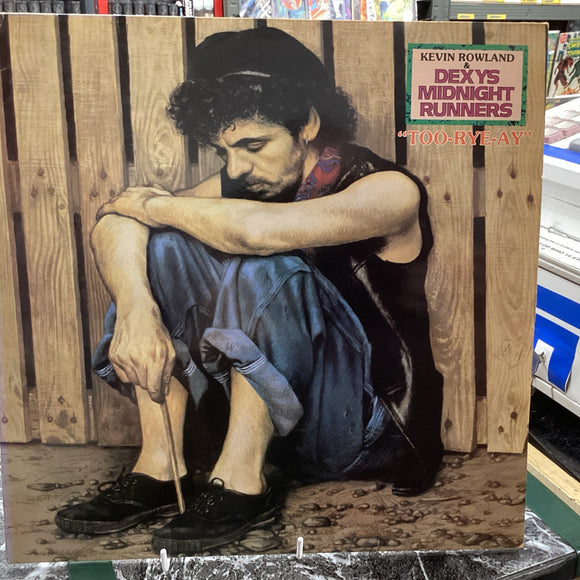 KEVIN ROWLAND
&
DEXYS
MIDNIGHT
RUNNERS
"TOO-RYE-AY"